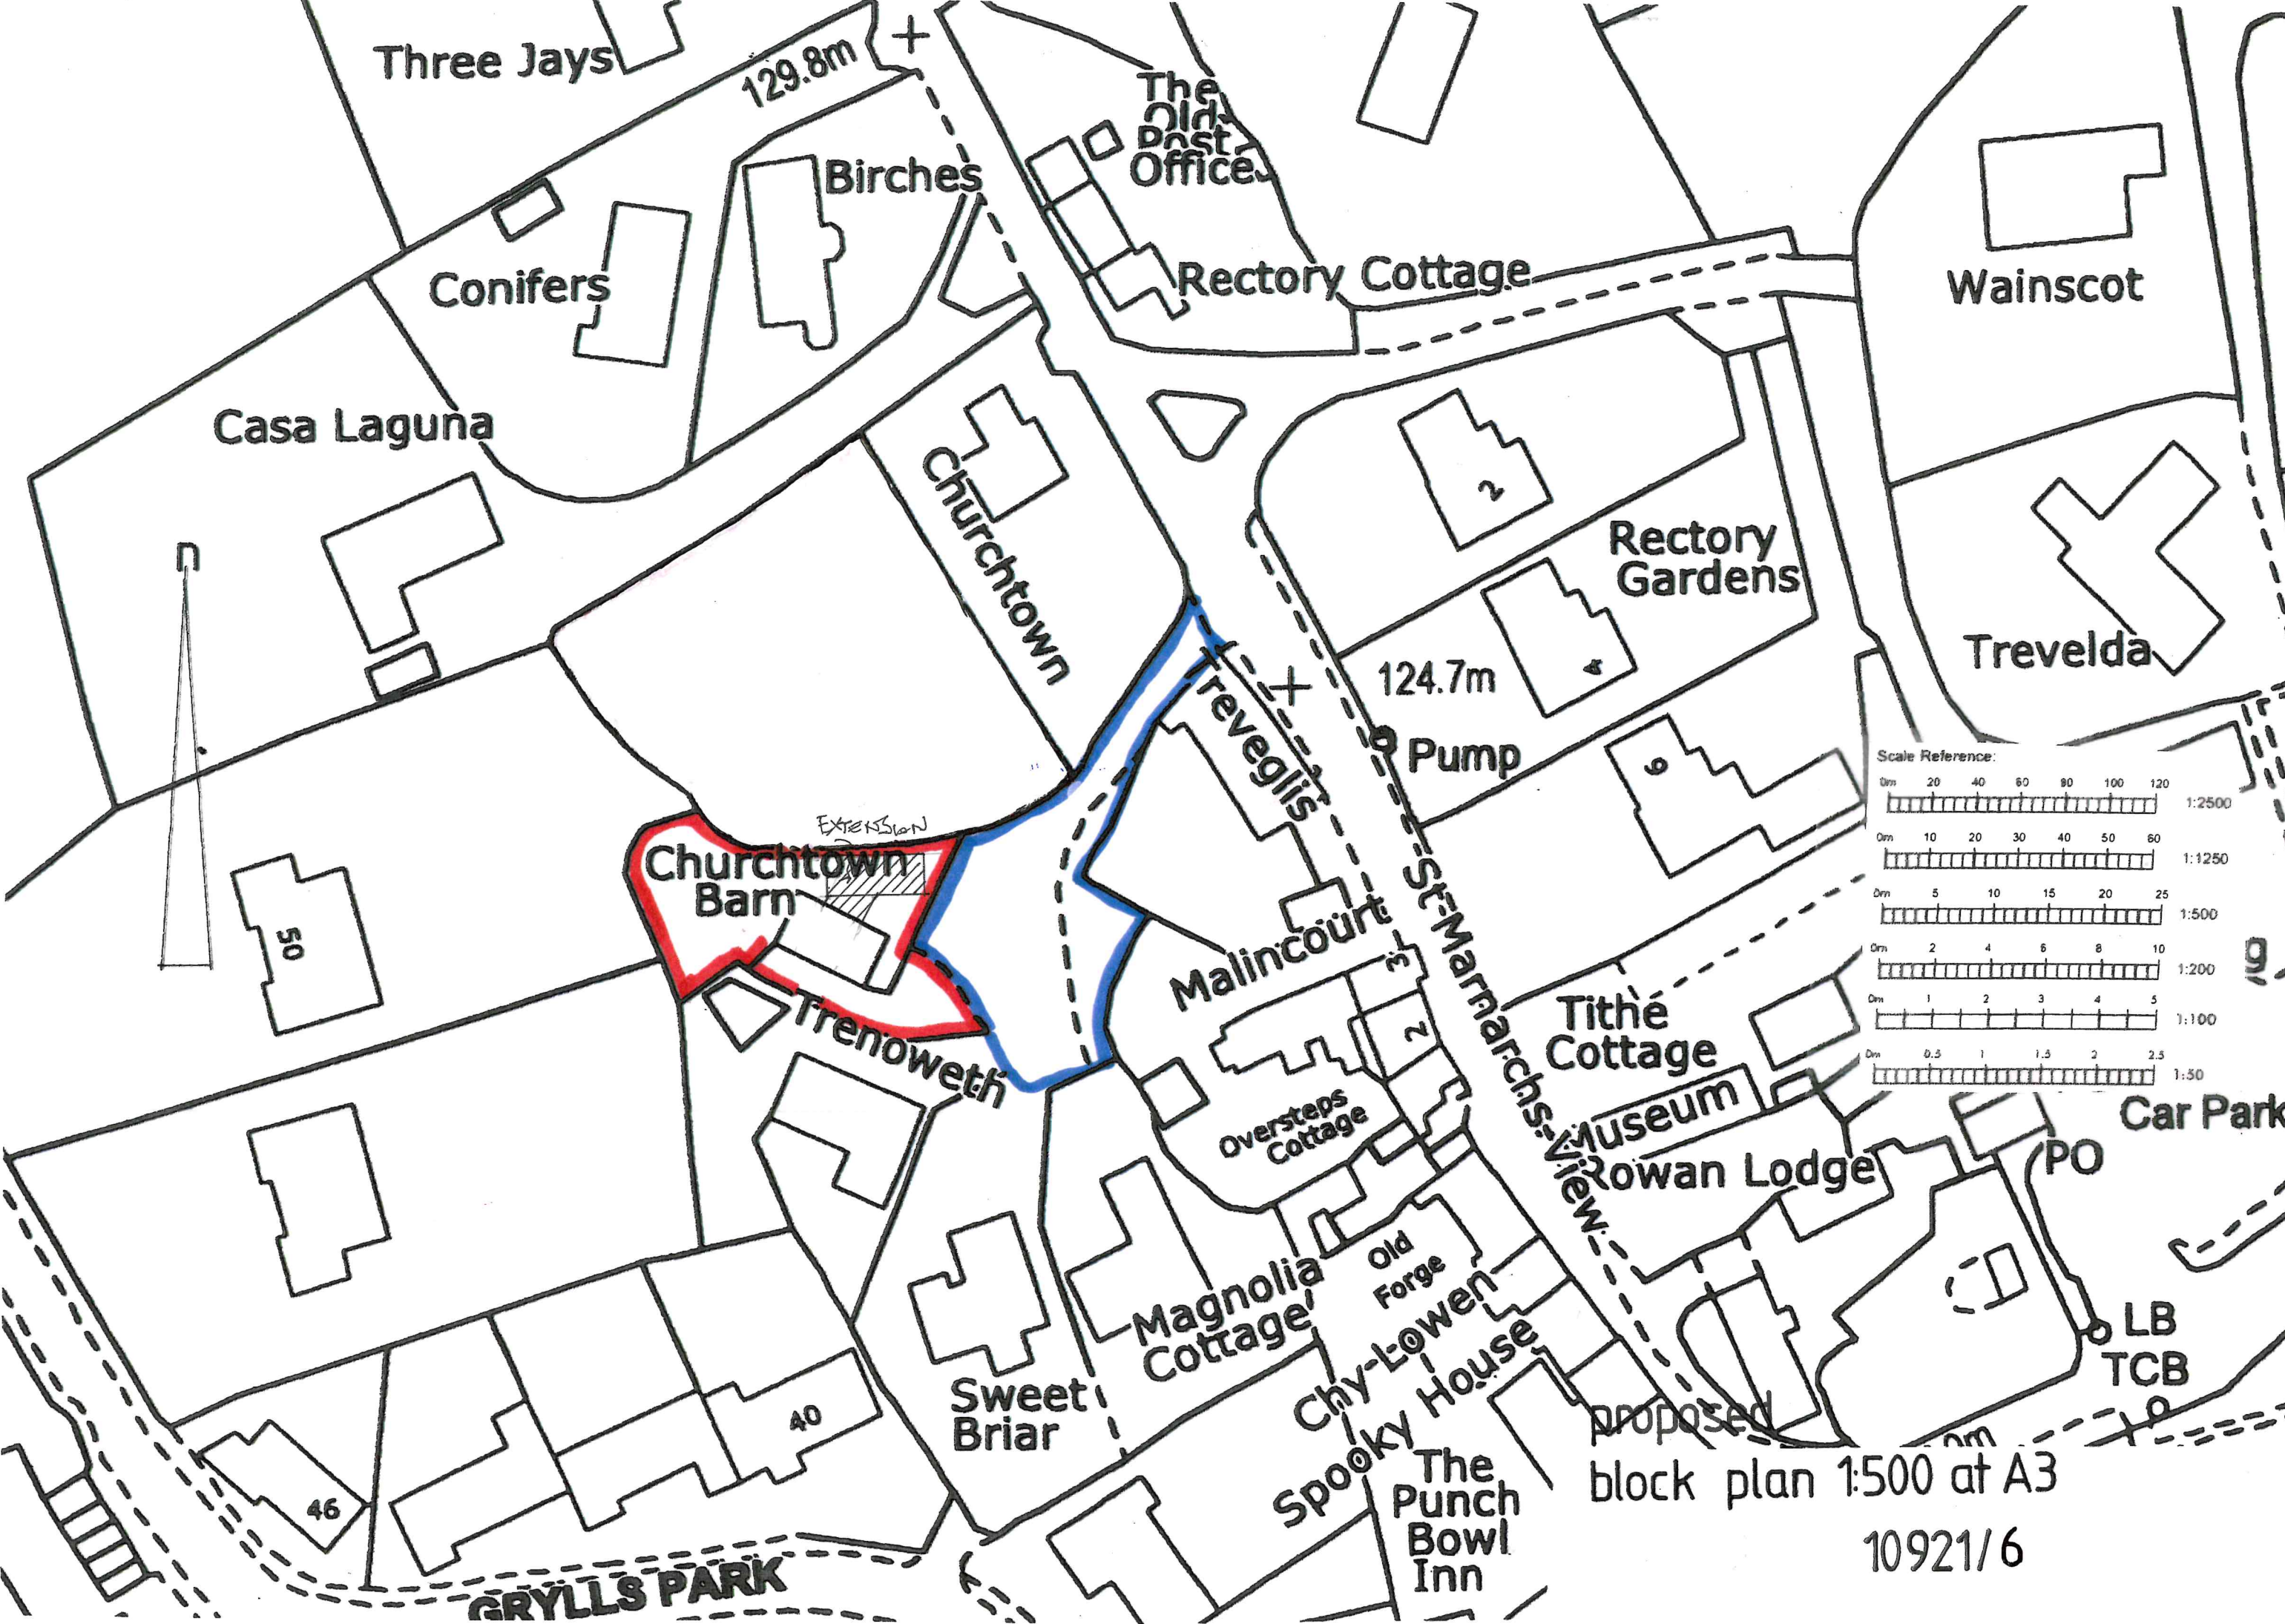 Three Jays
129.8m
The
Old
Post
Office
Birches
Conifers
Rectory Cottage
Wainscot
Casa Laguna
Churchtown
2
Rectory
Gardens
n
4
Trevelda
124.7m
Treveglis
Pump
6
Scale Reference:
0m 20 40 60 80 100 120
1:2500
0m 10 20 30 40 50 60
1:1250
0m 5 10 15 20 25
1:500
0m 2 4 6 8 10
1:200
0m 1 2 3 4 5
1:100
0m 0.5 1 1.5 2 2.5
1:50
EXTENSION
Churchtown
Barn
50
Malincourt
St-Marnarchs-View
3
2
g
Trenoweth
Tithe
Cottage
Oversteps
Cottage
Museum
Rowan Lodge
Car Park
PO
Old
Forge
Magnolia
Cottage
Chy-Lowen
Spooky House
LB
TCB
Sweet
Briar
40
46
The
Punch
Bowl
Inn
GRYLLS PARK
proposed
block plan 1:500 at A3
10921/6